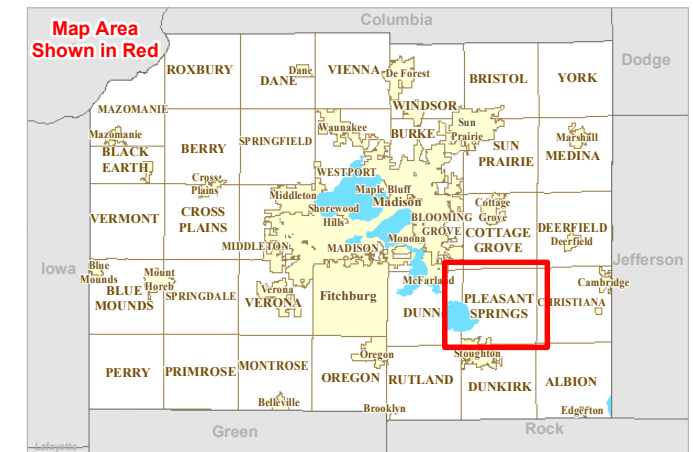 Columbia
Map Area
Shown in Red
Dodge
ROXBURY
DANE
Dane
VIENNA
De Forest
BRISTOL
YORK
WINDSOR
MAZOMANIE
Mazomanie
BLACK
EARTH
BERRY
SPRINGFIELD
Waunakee
BURKE
Sun
Prairie
SUN
PRAIRIE
Marshall
MEDINA
WESTPORT
Cross
Plains
Middleton
Maple Bluff
Madison
Shorewood
Hills
Cottage
Grove
VERMONT
CROSS
PLAINS
BLOOMING
GROVE
COTTAGE
GROVE
DEERFIELD
Deerfield
MIDDLETON
MADISON
Monona
Iowa
Jefferson
Blue
Mounds
BLUE
MOUNDS
Mount
Horeb
SPRINGDALE
Verona
VERONA
Fitchburg
McFarland
DUNN
PLEASANT
SPRINGS
CHRISTIANA
Cambridge
Oregon
Stoughton
PERRY
PRIMROSE
MONTROSE
OREGON
RUTLAND
DUNKIRK
ALBION
Belleville
Brooklyn
Edgerton
Green
Rock
Lafayette